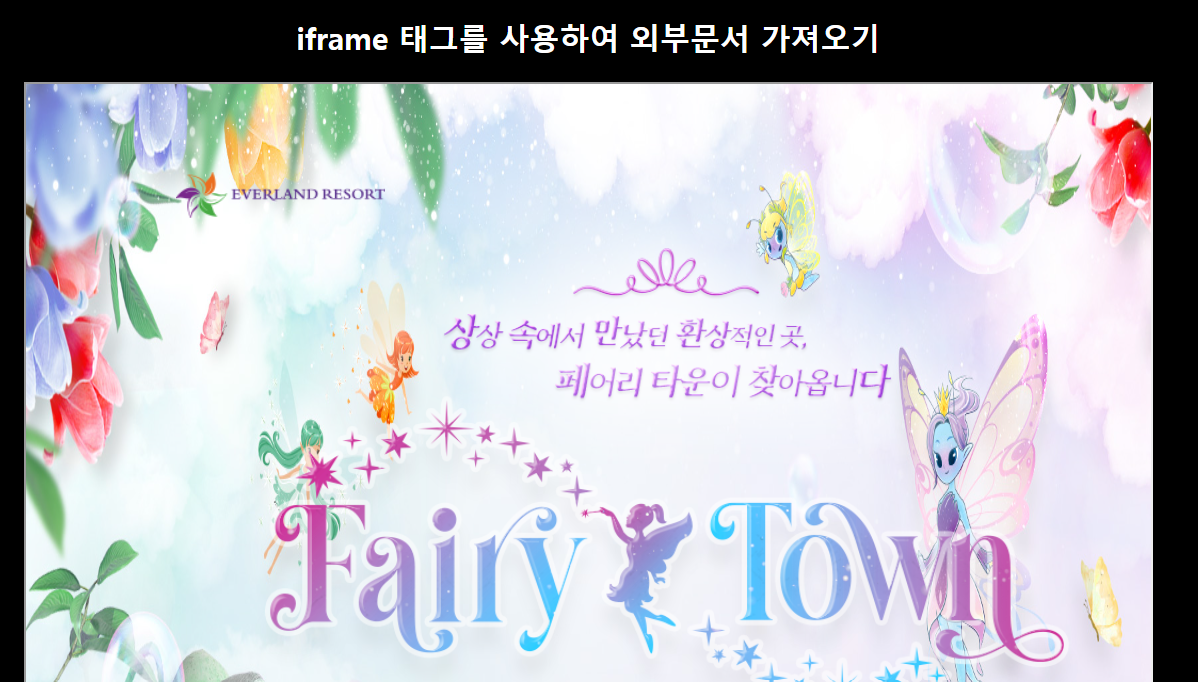 iframe 태그를 사용하여 외부문서 가져오기
EVERLAND RESORT
상상 속에서 만났던 환상적인 곳,
페어리 타운이 찾아옵니다
Fairy Town